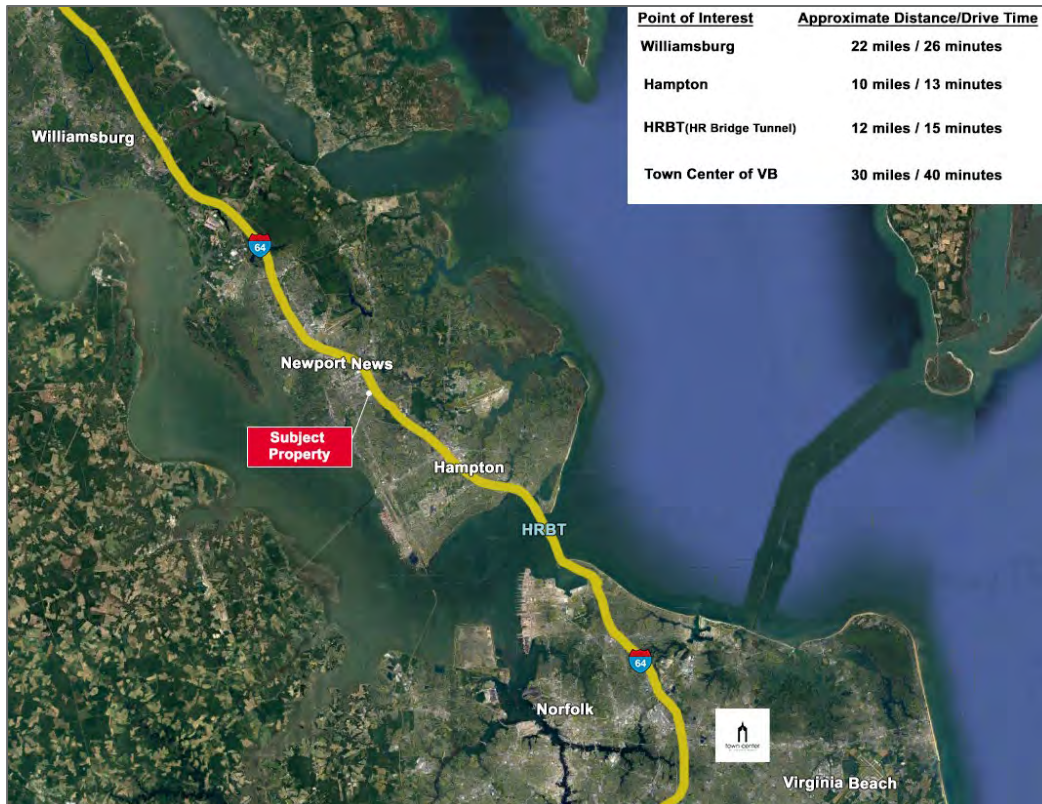 Point of Interest Approximate Distance/Drive Time
Williamsburg 22 miles / 26 minutes
Hampton 10 miles / 13 minutes
HRBT(HR Bridge Tunnel) 12 miles / 15 minutes
Town Center of VB 30 miles / 40 minutes
Williamsburg
64
Newport News
Subject
Property
Hampton
HRBT
64
Norfolk
town center
Virginia Beach